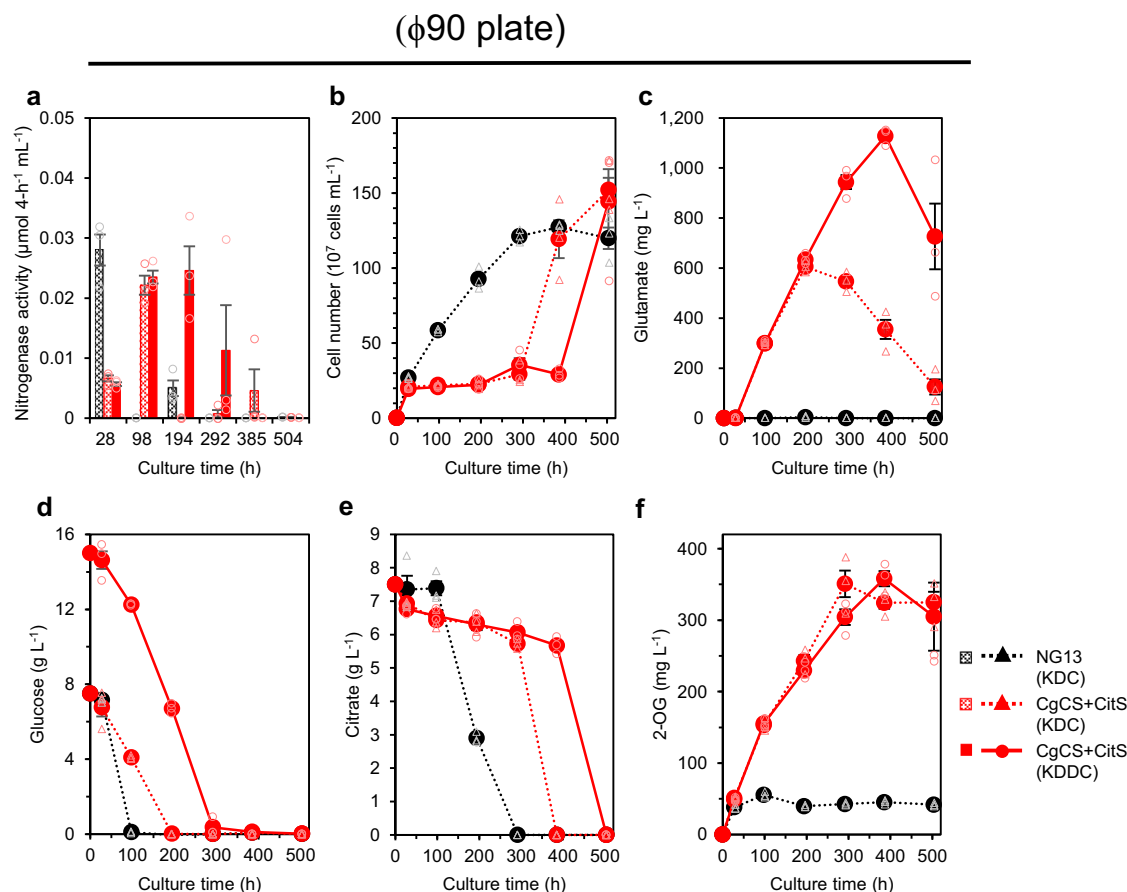 (ϕ90 plate)
a
Nitrogenase activity (µmol 4-h⁻¹ mL⁻¹)
0.05
0.04
0.03
0.02
0.01
0
28 98 194 292 385 504
Culture time (h)
b
Cell number (10⁷ cells mL⁻¹)
200
150
100
50
0
0 100 200 300 400 500
Culture time (h)
c
Glutamate (mg L⁻¹)
1,200
1,000
800
600
400
200
0
0 100 200 300 400 500
Culture time (h)
d
Glucose (g L⁻¹)
16
12
8
4
0
0 100 200 300 400 500
Culture time (h)
e
Citrate (g L⁻¹)
9
8
7
6
5
4
3
2
1
0
0 100 200 300 400 500
Culture time (h)
f
2-OG (mg L⁻¹)
400
350
300
250
200
150
100
50
0
0 100 200 300 400 500
Culture time (h)
NG13
(KDC)
CgCS+CitS
(KDC)
CgCS+CitS
(KDDC)